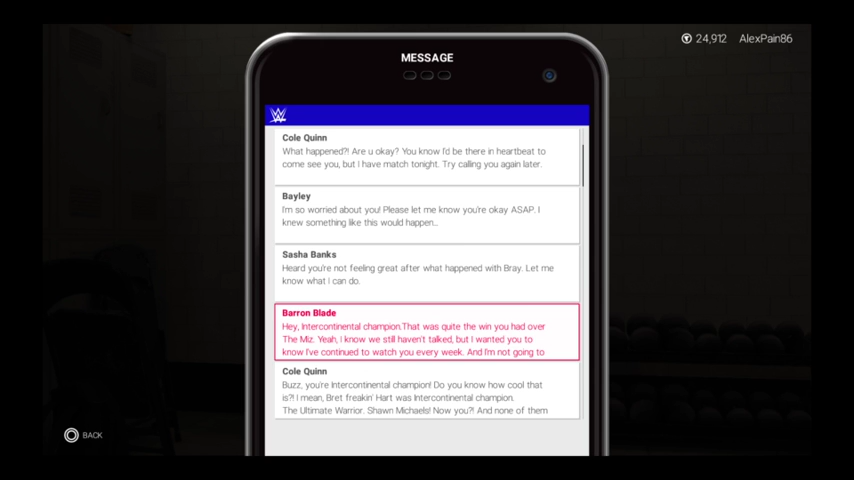 MESSAGE
24,912 AlexPain86
W
Cole Quinn
What happened?! Are u okay? You know I'd be there in heartbeat to
come see you, but I have match tonight. Try calling you again later.
Bayley
I'm so worried about you! Please let me know you're okay ASAP. I
knew something like this would happen...
Sasha Banks
Heard you're not feeling great after what happened with Bray. Let me
know what I can do.
Barron Blade
Hey, Intercontinental champion.That was quite the win you had over
The Miz. Yeah, I know we still haven't talked, but I wanted you to
know I've continued to watch you every week. And I'm not going to
Cole Quinn
Buzz, you're Intercontinental champion! Do you know how cool that
is?! I mean, Bret freakin' Hart was Intercontinental champion.
The Ultimate Warrior. Shawn Michaels! Now you?! And none of them
BACK